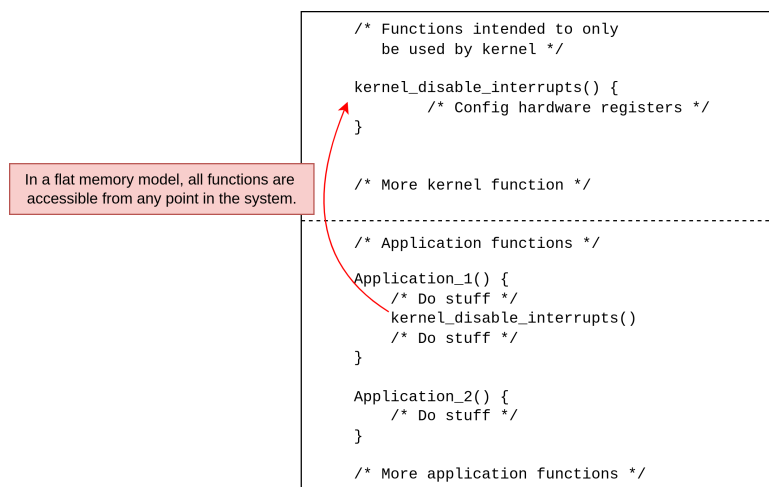 /* Functions intended to only
be used by kernel */
kernel_disable_interrupts() {
/* Config hardware registers */
}
In a flat memory model, all functions are
accessible from any point in the system.
/* More kernel function */
/* Application functions */
Application_1() {
/* Do stuff */
kernel_disable_interrupts()
/* Do stuff */
}
Application_2() {
/* Do stuff */
}
/* More application functions */